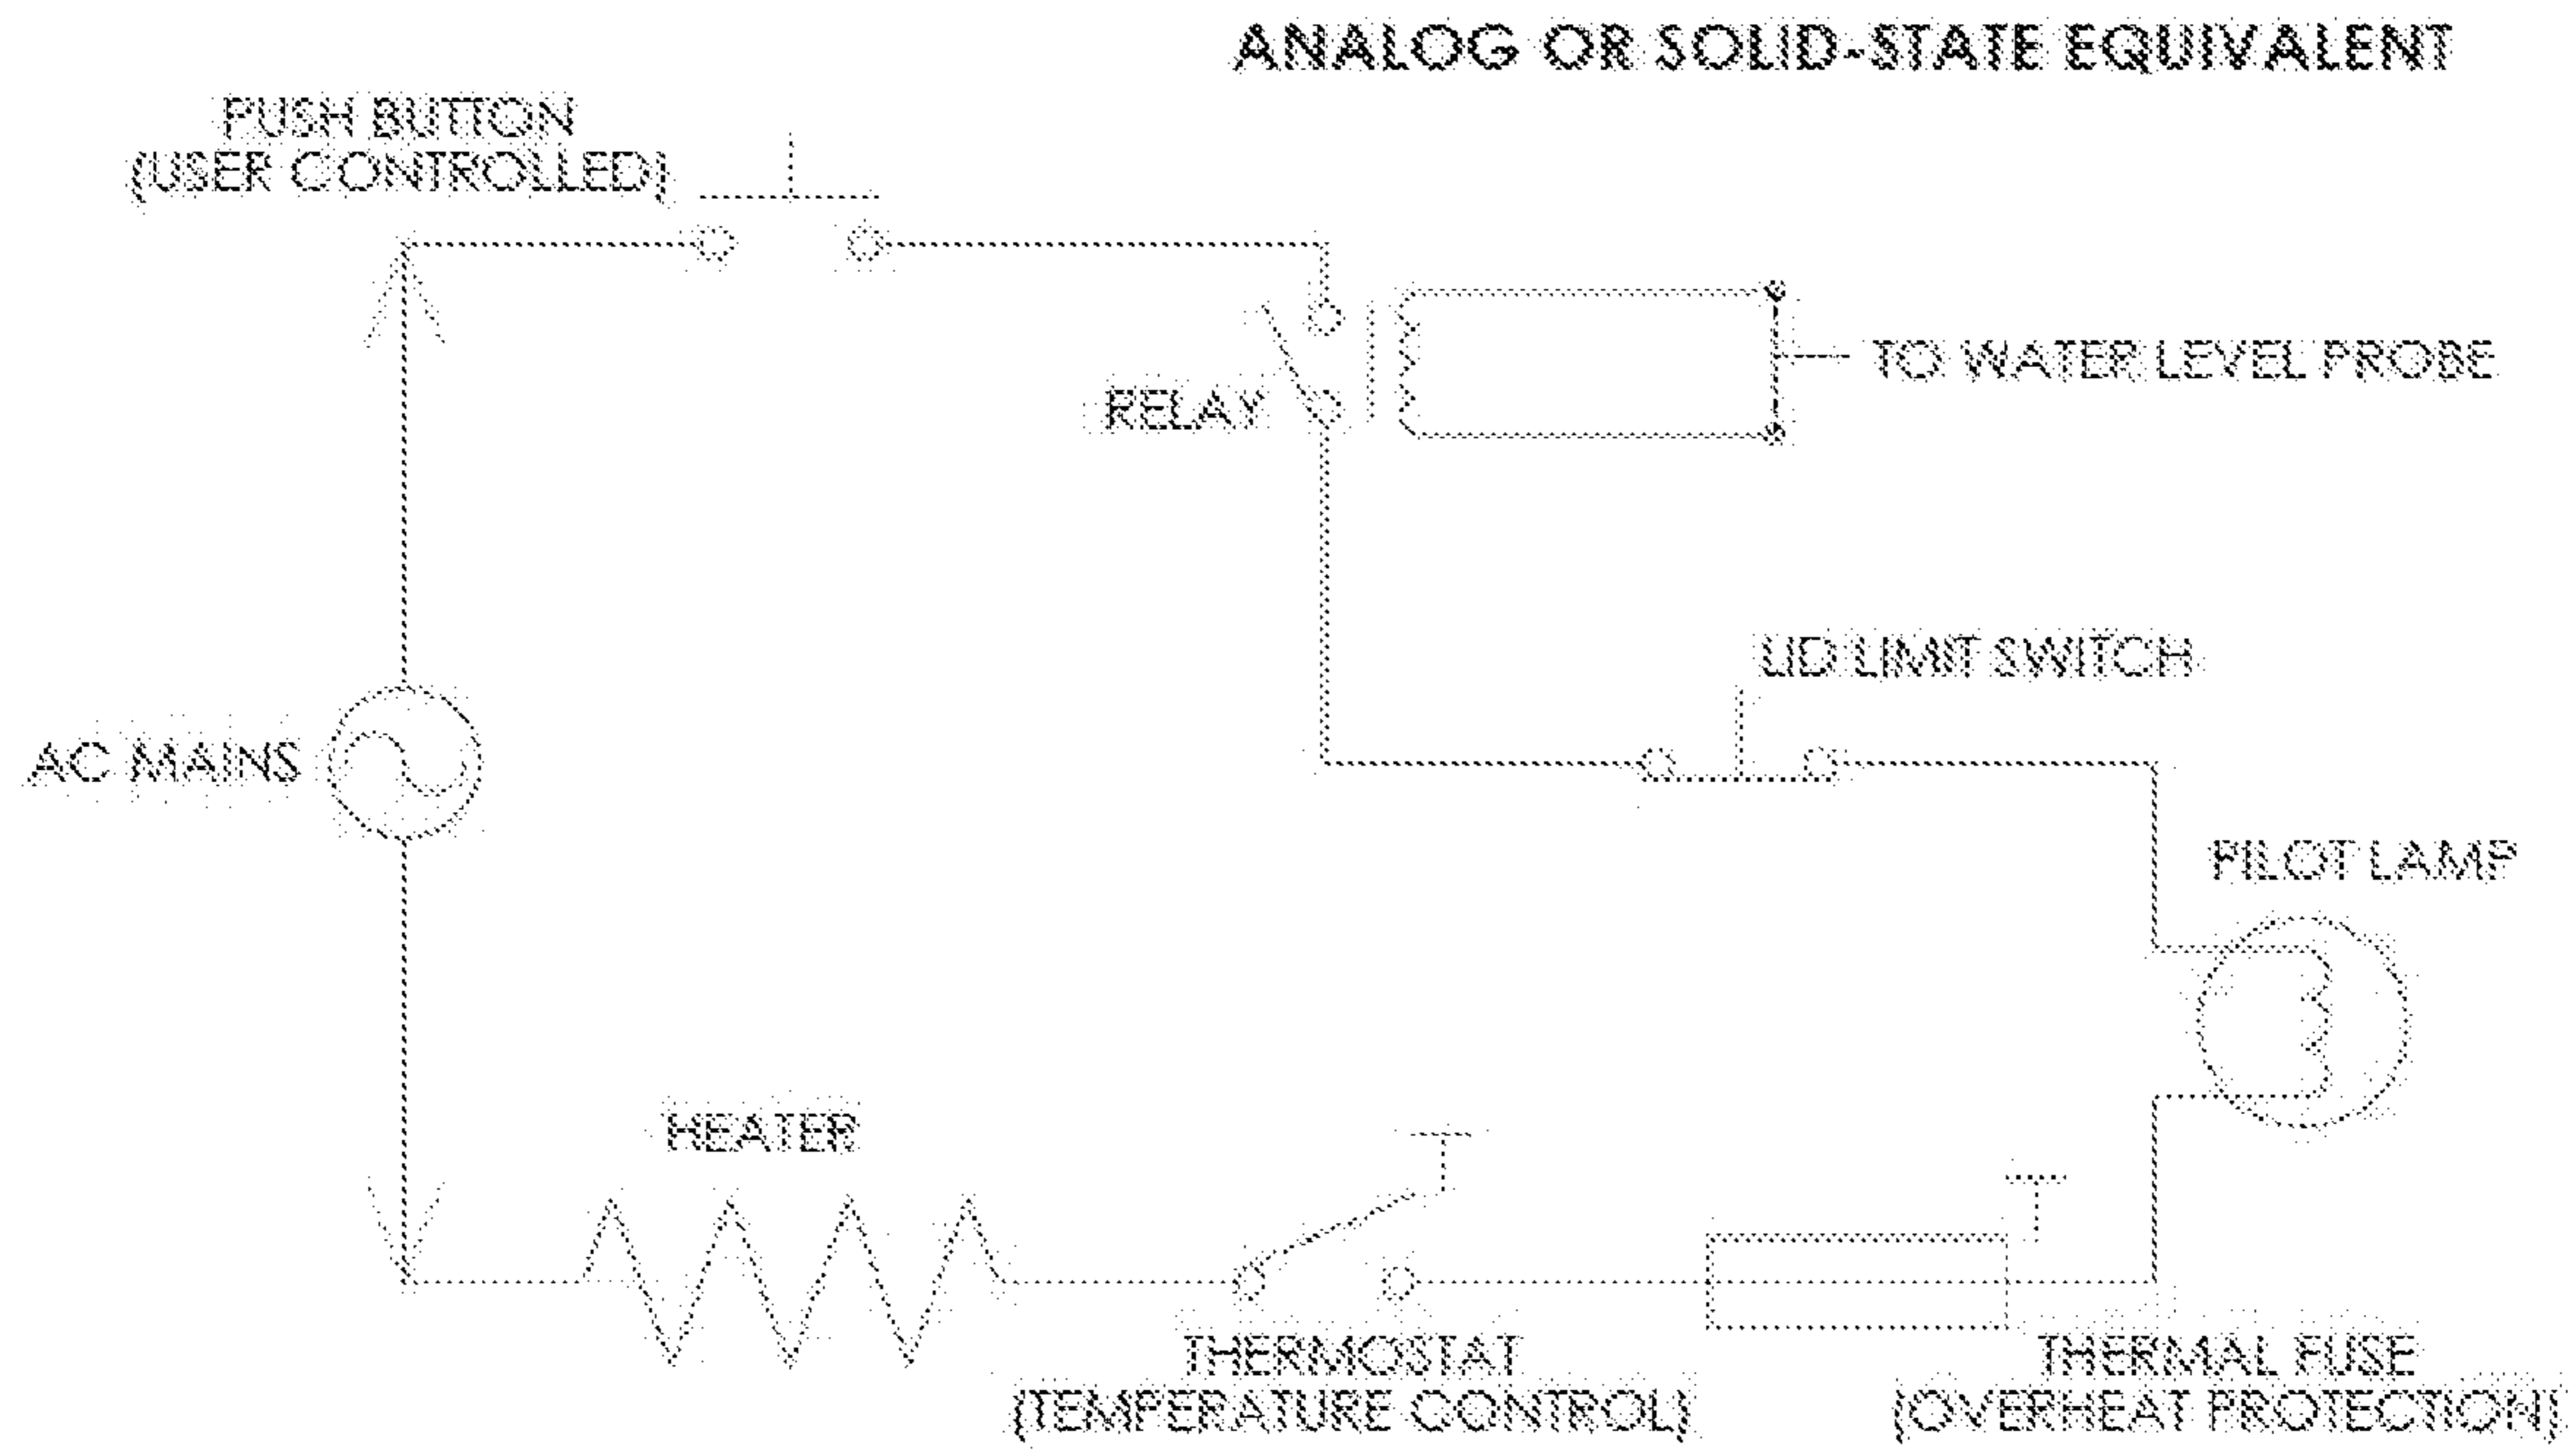 ANALOG OR SOLID-STATE EQUIVALENT
PUSH BUTTON
(USER CONTROLLED)
TO WATER LEVEL PROBE
RELAY
LID LIMIT SWITCH
AC MAINS
PILOT LAMP
HEATER
THERMOSTAT
(TEMPERATURE CONTROL)
THERMAL FUSE
(OVERHEAT PROTECTION)